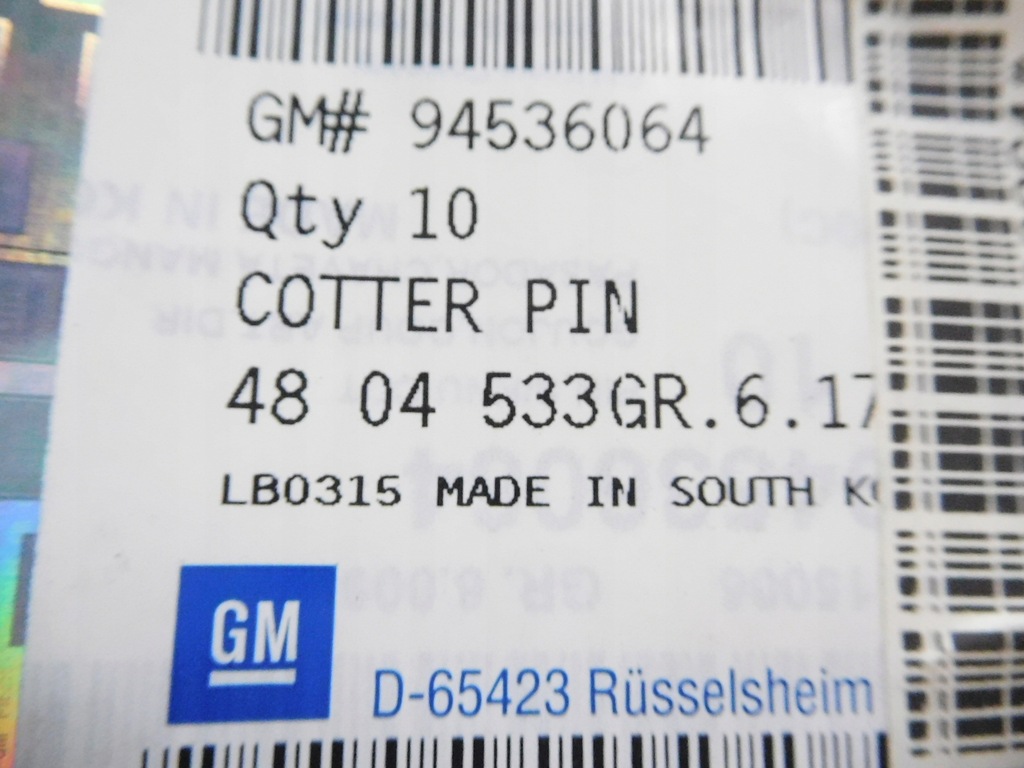 GM# 94536064
Qty 10
COTTER PIN
48 04 533GR.6.17
LB0315 MADE IN SOUTH
GM
D-65423 Rüsselsheim